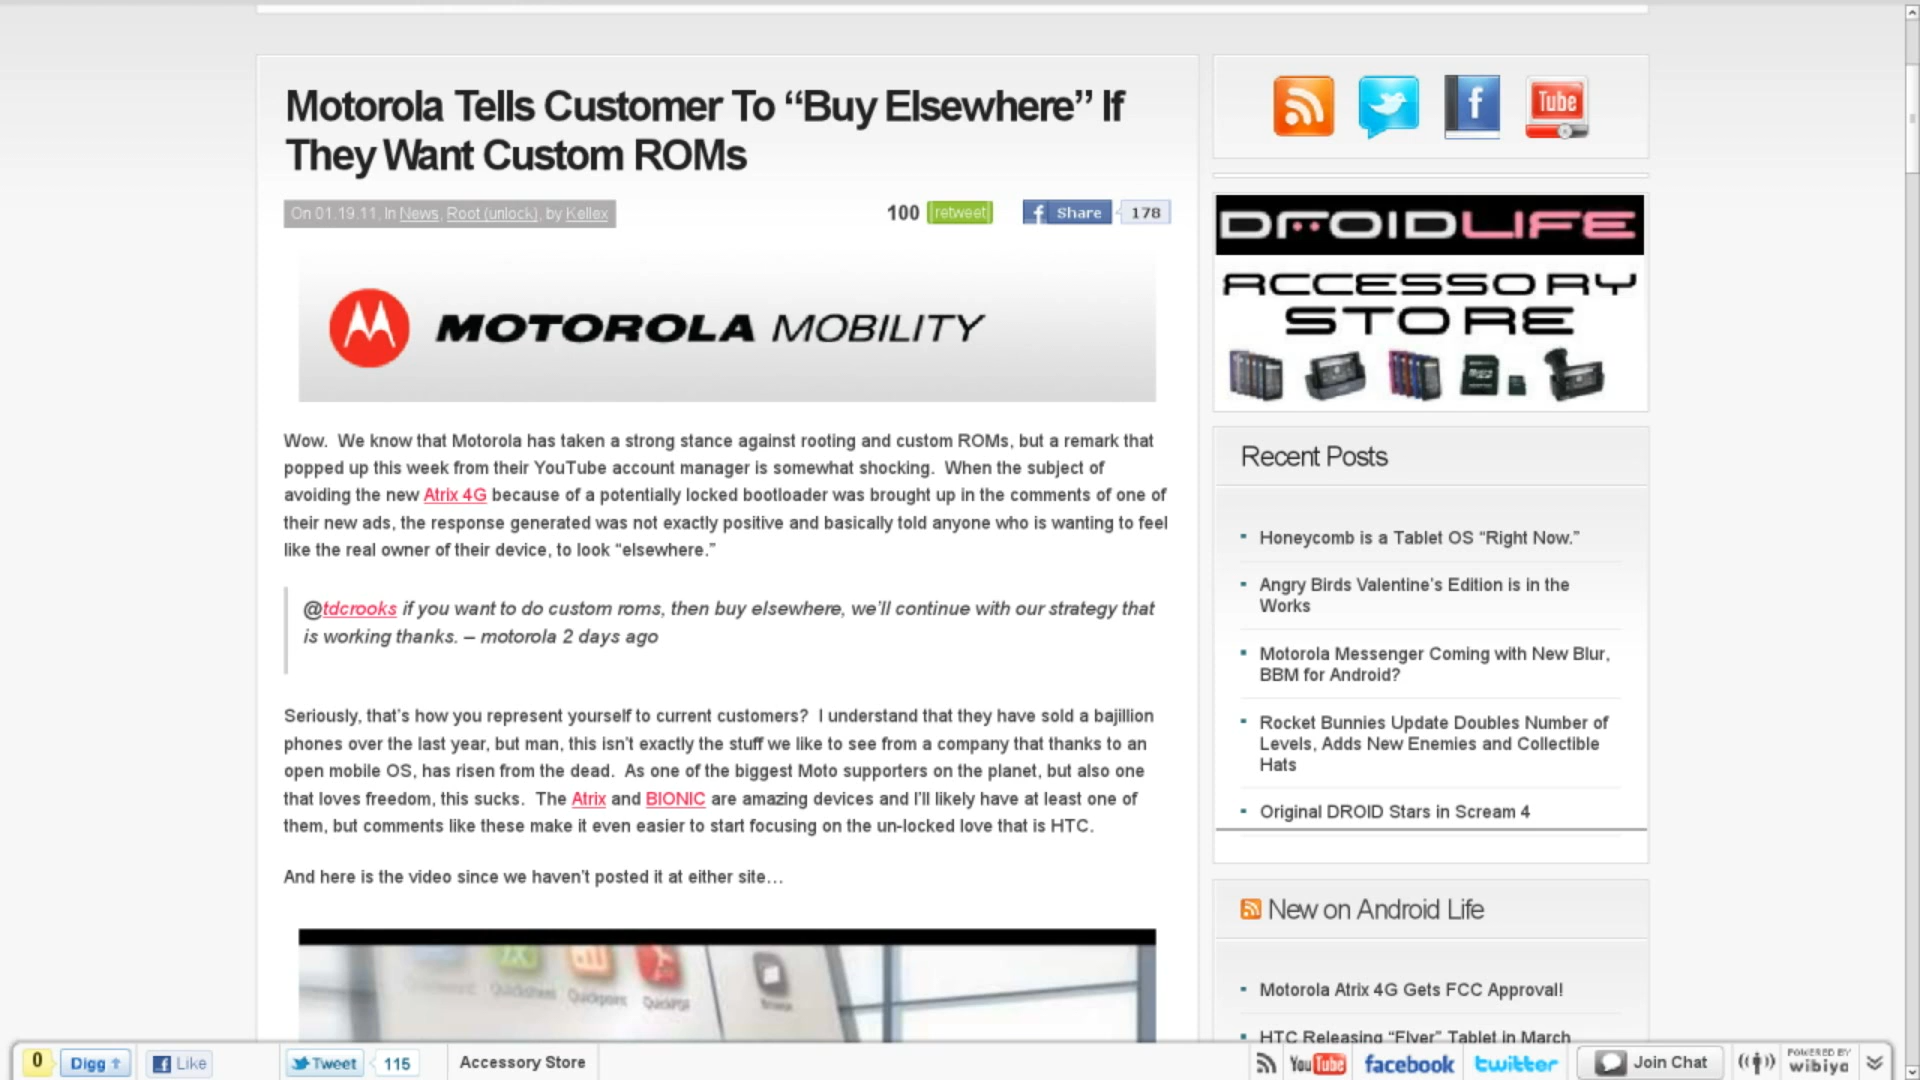 Motorola Tells Customer To “Buy Elsewhere” If
They Want Custom ROMs
On 01.19.11, In News, Root (unlock), by Kellex
100 retweet
Share 178
MOTOROLA MOBILITY
Wow.  We know that Motorola has taken a strong stance against rooting and custom ROMs, but a remark that
popped up this week from their YouTube account manager is somewhat shocking.  When the subject of
avoiding the new Atrix 4G because of a potentially locked bootloader was brought up in the comments of one of
their new ads, the response generated was not exactly positive and basically told anyone who is wanting to feel
like the real owner of their device, to look “elsewhere.”
@tdcrooks if you want to do custom roms, then buy elsewhere, we’ll continue with our strategy that
is working thanks. – motorola 2 days ago
Seriously, that’s how you represent yourself to current customers?  I understand that they have sold a bajillion
phones over the last year, but man, this isn’t exactly the stuff we like to see from a company that thanks to an
open mobile OS, has risen from the dead.  As one of the biggest Moto supporters on the planet, but also one
that loves freedom, this sucks.  The Atrix and BIONIC are amazing devices and I’ll likely have at least one of
them, but comments like these make it even easier to start focusing on the un-locked love that is HTC.
And here is the video since we haven’t posted it at either site…
Quickoffice
Quickpoint
QuickPDF
Browse
f
Tube
DROIDLIFE
ACCESSORY
STORE
Recent Posts
Honeycomb is a Tablet OS “Right Now.”
Angry Birds Valentine’s Edition is in the
Works
Motorola Messenger Coming with New Blur,
BBM for Android?
Rocket Bunnies Update Doubles Number of
Levels, Adds New Enemies and Collectible
Hats
Original DROID Stars in Scream 4
New on Android Life
Motorola Atrix 4G Gets FCC Approval!
HTC Releasing “Flyer” Tablet in March
0 Digg
Like
Tweet 115
Accessory Store
YouTube
facebook
twitter
Join Chat
POWERED BY
wibiya